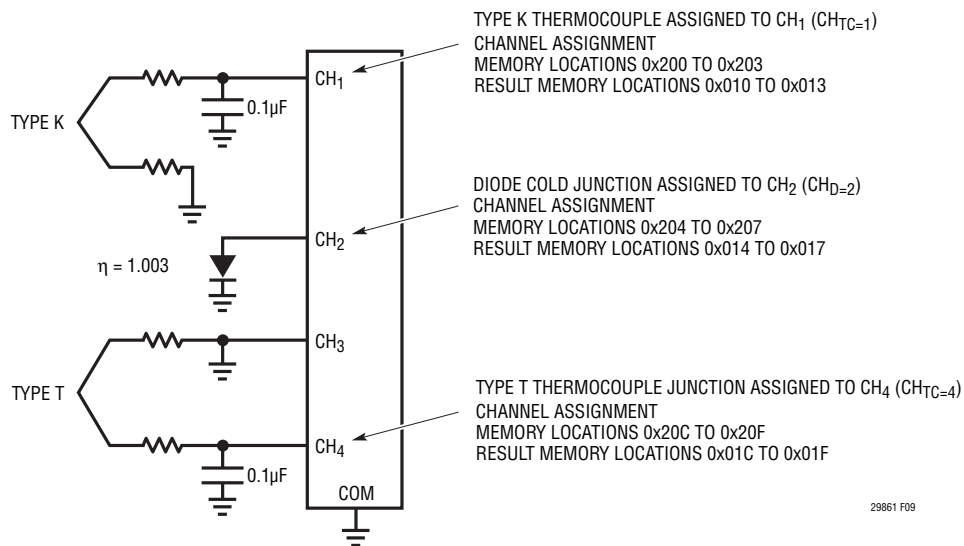 TYPE K THERMOCOUPLE ASSIGNED TO CH1 (CHTC=1)
CHANNEL ASSIGNMENT
MEMORY LOCATIONS 0x200 TO 0x203
RESULT MEMORY LOCATIONS 0x010 TO 0x013
CH1
0.1µF
TYPE K
DIODE COLD JUNCTION ASSIGNED TO CH2 (CHD=2)
CHANNEL ASSIGNMENT
MEMORY LOCATIONS 0x204 TO 0x207
RESULT MEMORY LOCATIONS 0x014 TO 0x017
CH2
η = 1.003
CH3
TYPE T
TYPE T THERMOCOUPLE JUNCTION ASSIGNED TO CH4 (CHTC=4)
CHANNEL ASSIGNMENT
MEMORY LOCATIONS 0x20C TO 0x20F
RESULT MEMORY LOCATIONS 0x01C TO 0x01F
CH4
0.1µF
COM
29861 F09